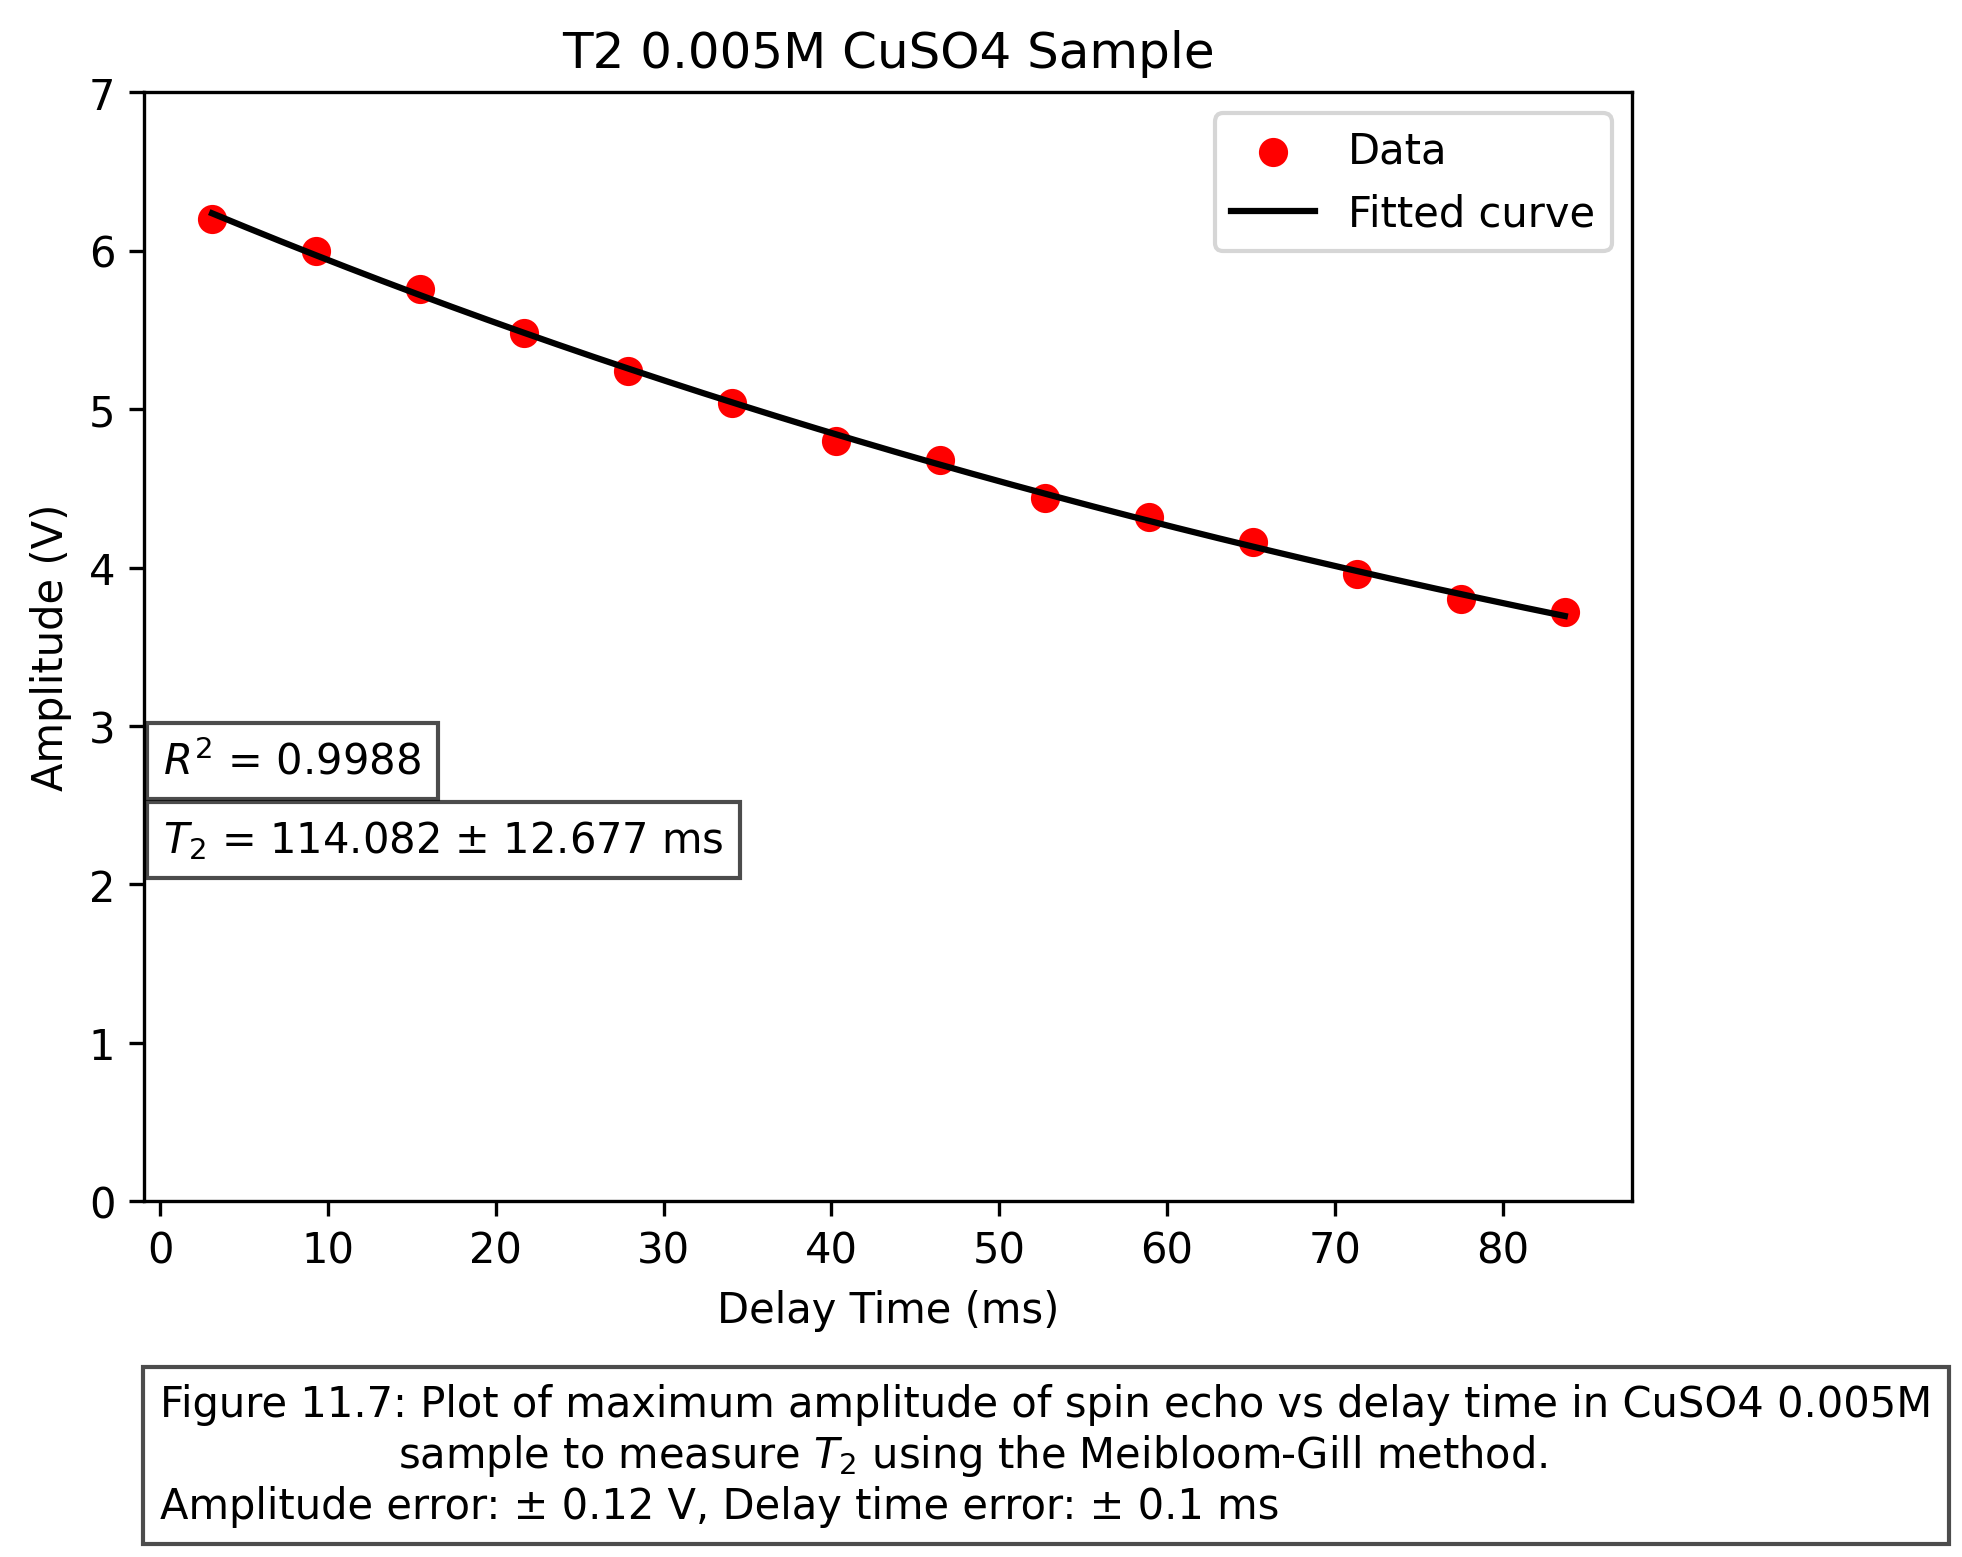 T2 0.005M CuSO4 Sample
7
6
5
4
3
2
1
0
Amplitude (V)
Data
Fitted curve
R² = 0.9988
T₂ = 114.082 ± 12.677 ms
0 10 20 30 40 50 60 70 80
Delay Time (ms)
Figure 11.7: Plot of maximum amplitude of spin echo vs delay time in CuSO4 0.005M
sample to measure T₂ using the Meibloom-Gill method.
Amplitude error: ± 0.12 V, Delay time error: ± 0.1 ms